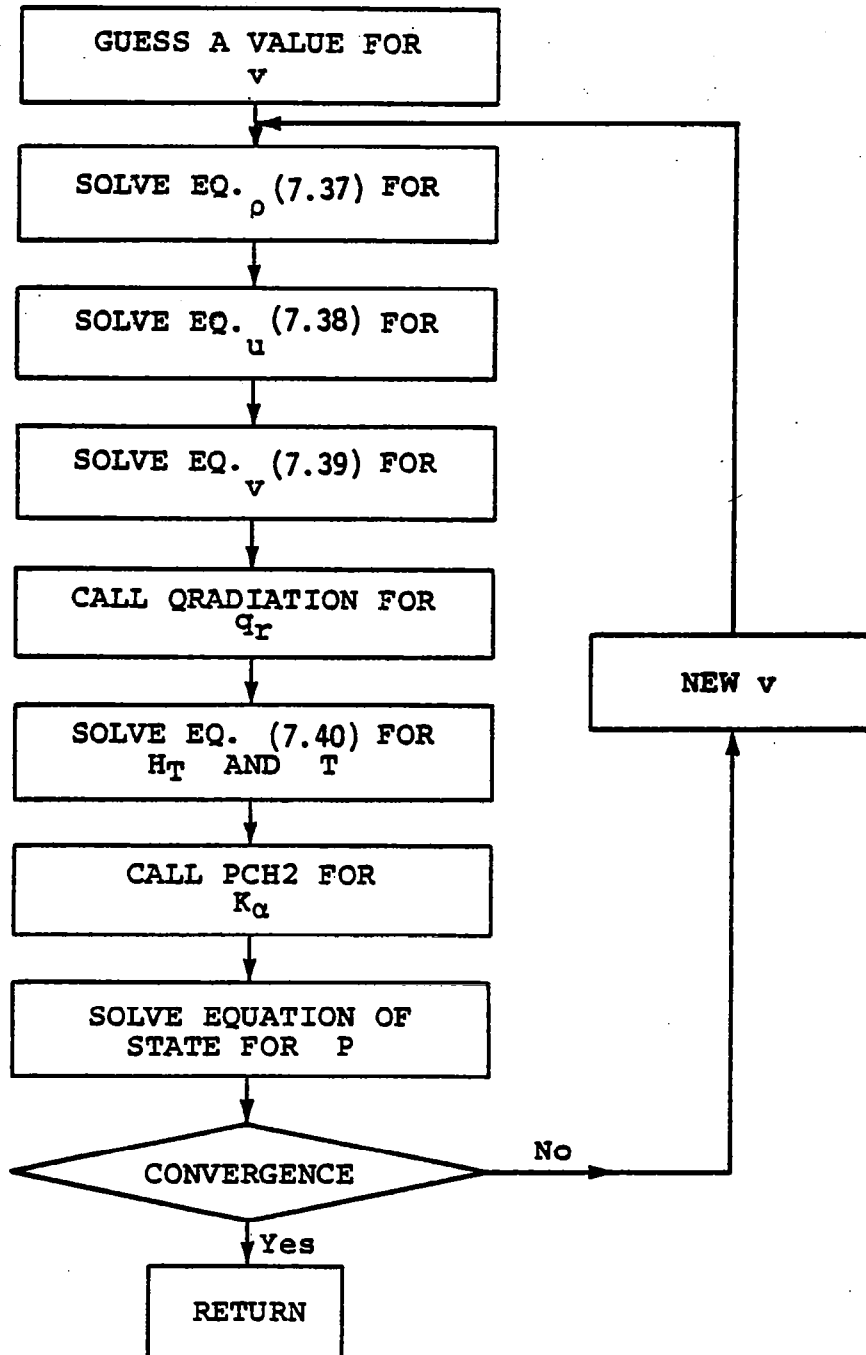 GUESS A VALUE FOR
v
SOLVE EQ. (7.37) FOR
ρ
SOLVE EQ. (7.38) FOR
u
SOLVE EQ. (7.39) FOR
v
CALL QRADIATION FOR
qr
SOLVE EQ. (7.40) FOR
HT AND T
CALL PCH2 FOR
Kα
SOLVE EQUATION OF
STATE FOR P
CONVERGENCE
No
NEW v
Yes
RETURN